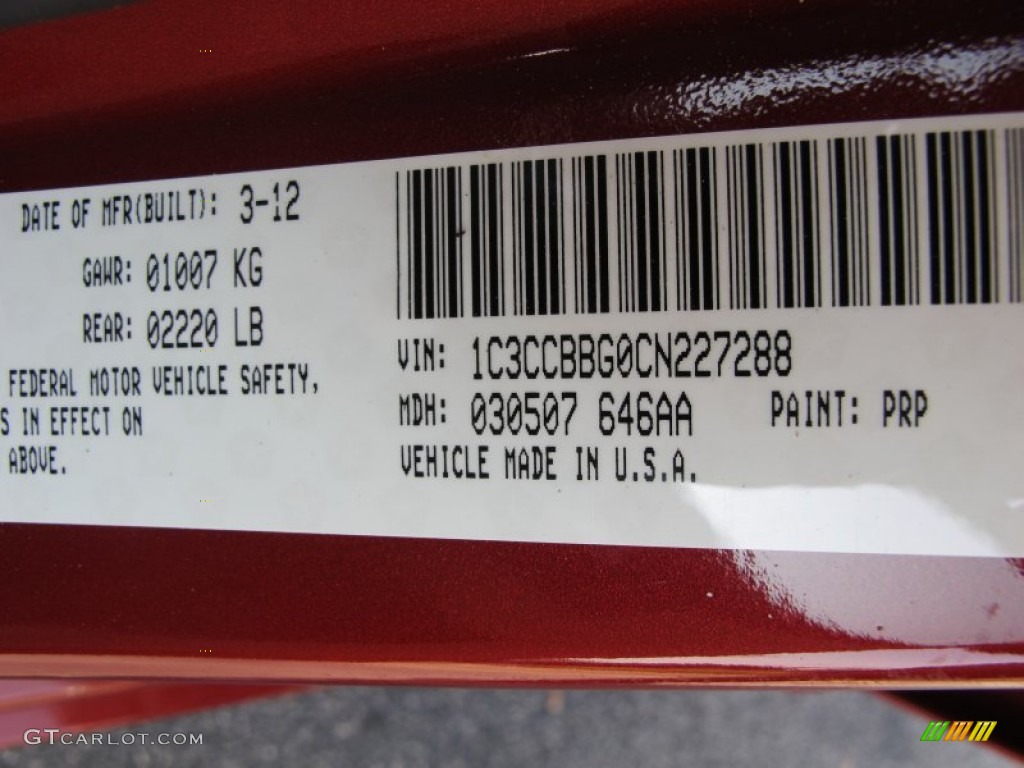 DATE OF MFR(BUILT): 3-12
GAWR: 01007 KG
REAR: 02220 LB
FEDERAL MOTOR VEHICLE SAFETY,
S IN EFFECT ON
ABOVE.
VIN: 1C3CCBBG0CN227288
MDH: 030507 646AA PAINT: PRP
VEHICLE MADE IN U.S.A.
GTCARLOT.COM